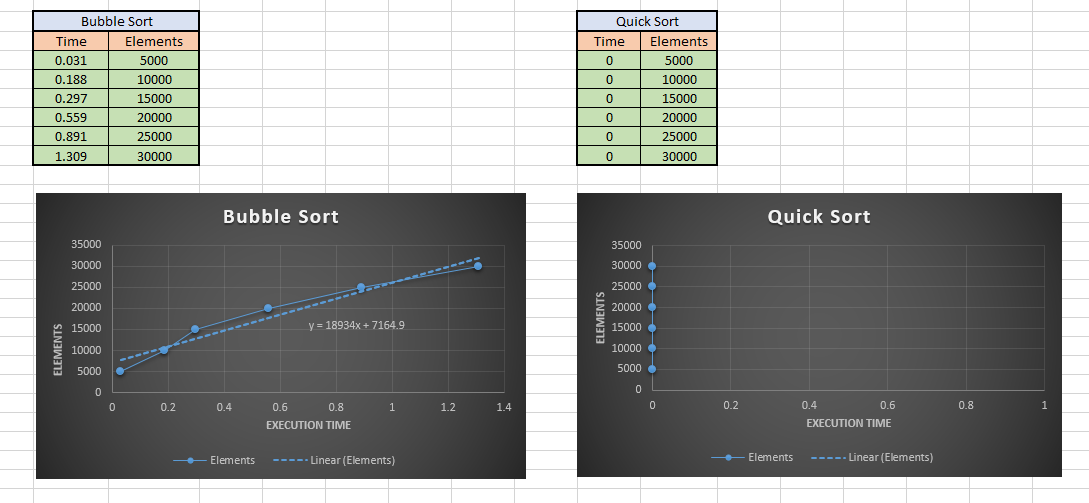 Bubble Sort
Time Elements
0.031 5000
0.188 10000
0.297 15000
0.559 20000
0.891 25000
1.309 30000
Quick Sort
Time Elements
0 5000
0 10000
0 15000
0 20000
0 25000
0 30000
Bubble Sort
35000
30000
25000
20000
15000
10000
5000
0
ELEMENTS
y = 18934x + 7164.9
0 0.2 0.4 0.6 0.8 1 1.2 1.4
EXECUTION TIME
Elements Linear (Elements)
Quick Sort
35000
30000
25000
20000
15000
10000
5000
0
ELEMENTS
0 0.2 0.4 0.6 0.8 1
EXECUTION TIME
Elements Linear (Elements)